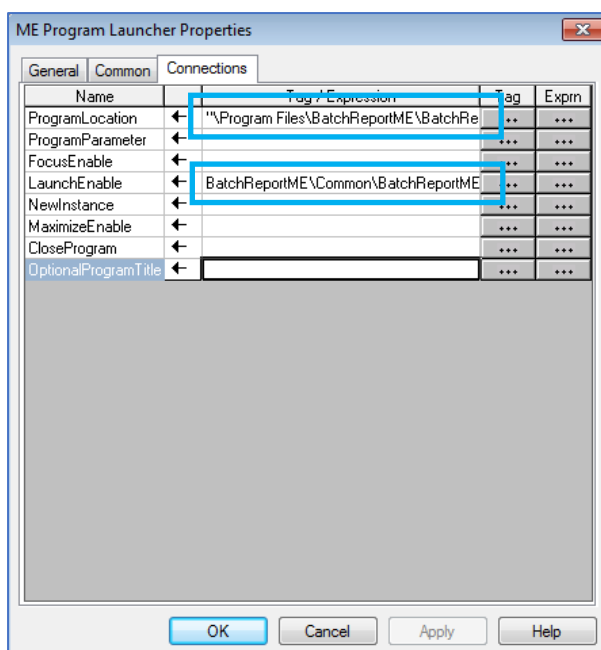 ME Program Launcher Properties
General Common Connections
Name Tag / Expression Tag Exprn
ProgramLocation "\Program Files\BatchReportME\BatchRe ...
ProgramParameter ... ...
FocusEnable ... ...
LaunchEnable BatchReportME\Common\BatchReportME ...
NewInstance ... ...
MaximizeEnable ... ...
CloseProgram ... ...
OptionalProgramTitle ... ...
OK Cancel Apply Help